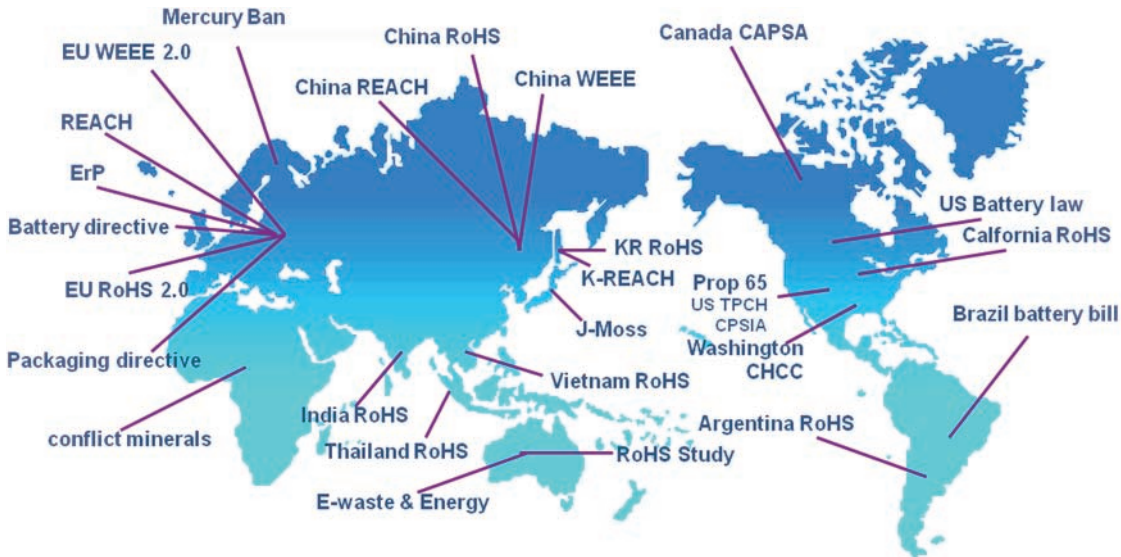 Mercury Ban
EU WEEE 2.0
REACH
ErP
Battery directive
EU RoHS 2.0
Packaging directive
conflict minerals
China RoHS
China REACH
China WEEE
KR RoHS
K-REACH
J-Moss
Vietnam RoHS
India RoHS
Thailand RoHS
RoHS Study
E-waste & Energy
Canada CAPSA
US Battery law
Calfornia RoHS
Prop 65
US TPCH
CPSIA
Washington
CHCC
Brazil battery bill
Argentina RoHS